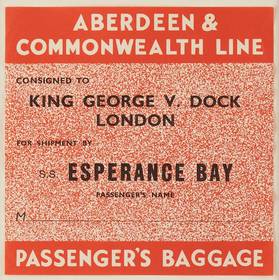 ABERDEEN &
COMMONWEALTH LINE
CONSIGNED TO
KING GEORGE V. DOCK
LONDON
FOR SHIPMENT BY
S.S. ESPERANCE BAY
PASSENGER'S NAME
M
PASSENGER'S BAGGAGE